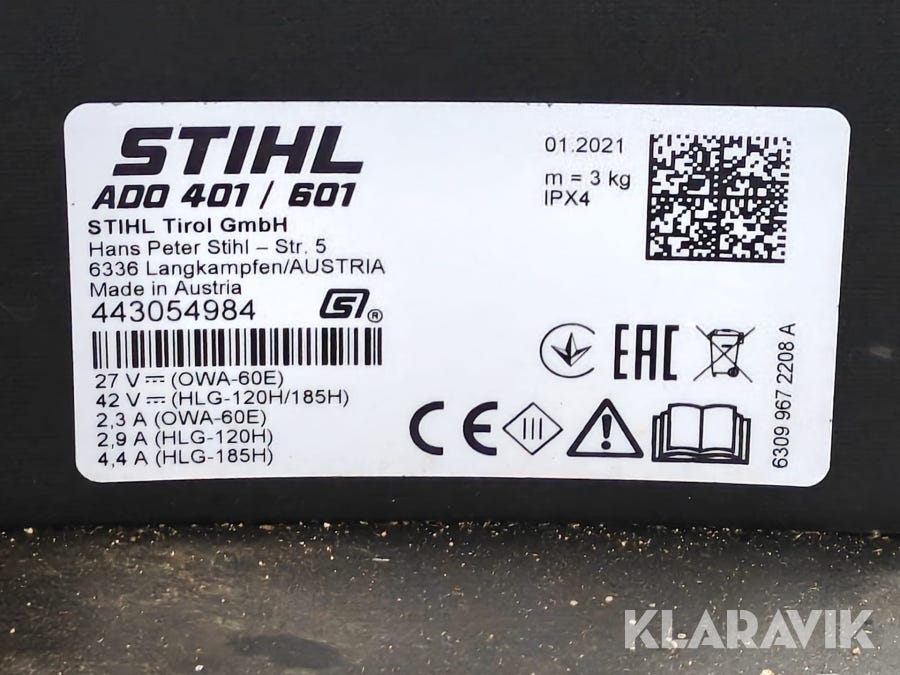 STIHL
ADO 401 / 601
STIHL Tirol GmbH
Hans Peter Stihl – Str. 5
6336 Langkampfen/AUSTRIA
Made in Austria
443054984
S ®
27 V ⎓ (OWA-60E)
42 V ⎓ (HLG-120H/185H)
2,3 A (OWA-60E)
2,9 A (HLG-120H)
4,4 A (HLG-185H)
01.2021
m = 3 kg
IPX4
EAC
CE
III
!
6309 967 2208 A
KLARAVIK